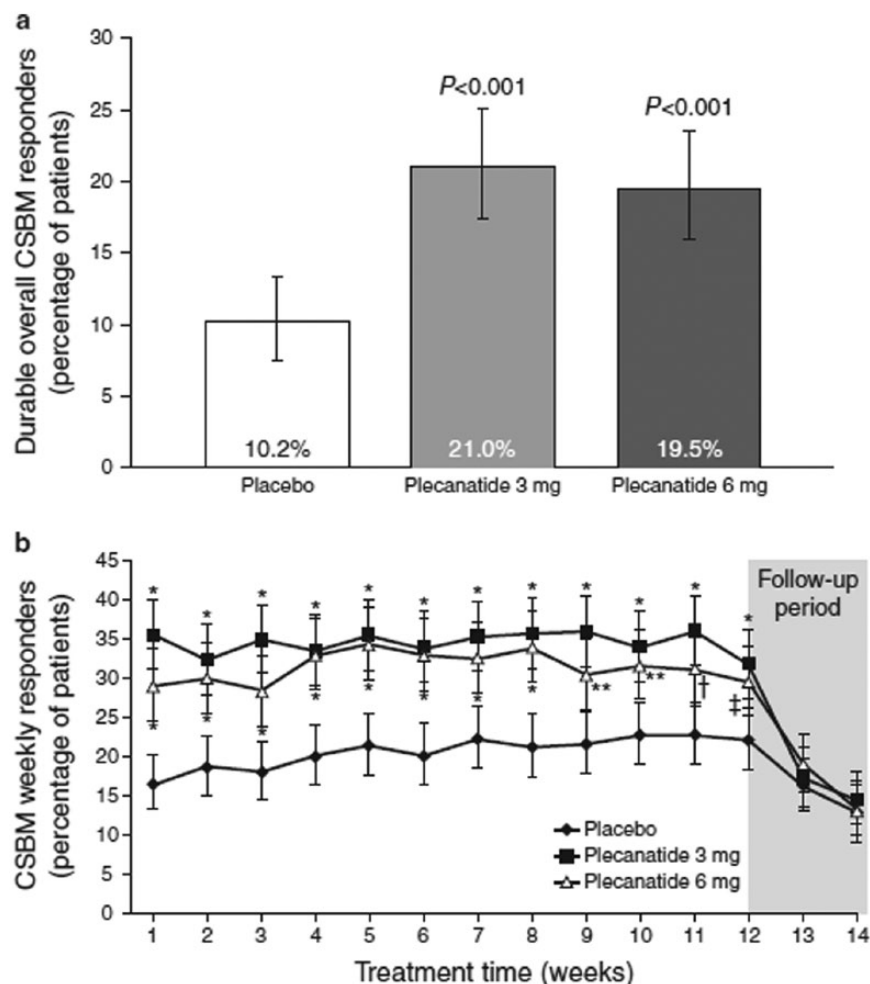 a
Durable overall CSBM responders
(percentage of patients)
30
25
20
15
10
5
0
P<0.001
P<0.001
10.2%
21.0%
19.5%
Placebo
Plecanatide 3 mg
Plecanatide 6 mg
b
CSBM weekly responders
(percentage of patients)
45
40
35
30
25
20
15
10
5
0
Follow-up
period
* * * * * * * * * * * *
* * * * * * * * ** ** † ‡
Placebo
Plecanatide 3 mg
Plecanatide 6 mg
1 2 3 4 5 6 7 8 9 10 11 12 13 14
Treatment time (weeks)